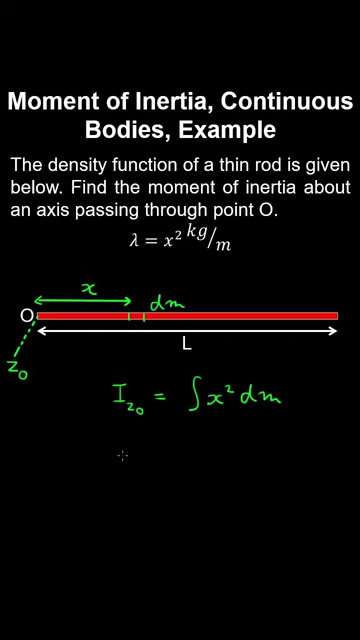 Moment of Inertia, Continuous
Bodies, Example
The density function of a thin rod is given
below. Find the moment of inertia about
an axis passing through point O.
λ = x² kg/m
x
dm
O
L
z₀
I_z₀ = ∫ x² dm